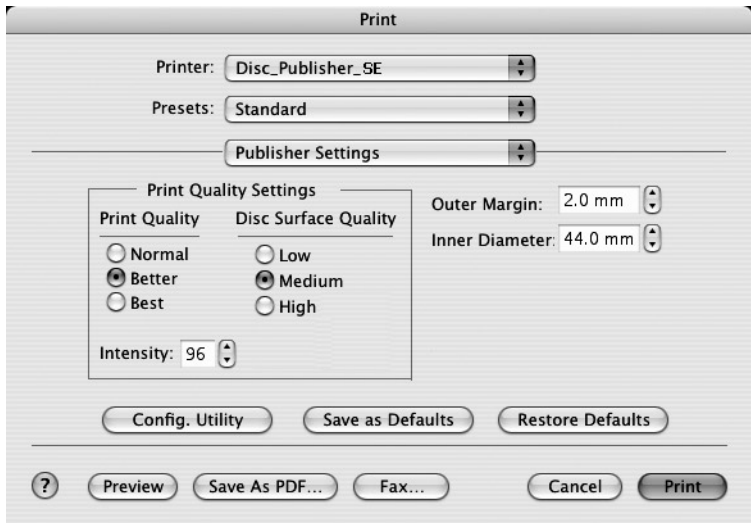 Print
Printer: Disc_Publisher_SE
Presets: Standard
Publisher Settings
Print Quality Settings
Print Quality Disc Surface Quality
Normal Low
Better Medium
Best High
Intensity: 96
Outer Margin: 2.0 mm
Inner Diameter: 44.0 mm
Config. Utility Save as Defaults Restore Defaults
? Preview Save As PDF... Fax... Cancel Print